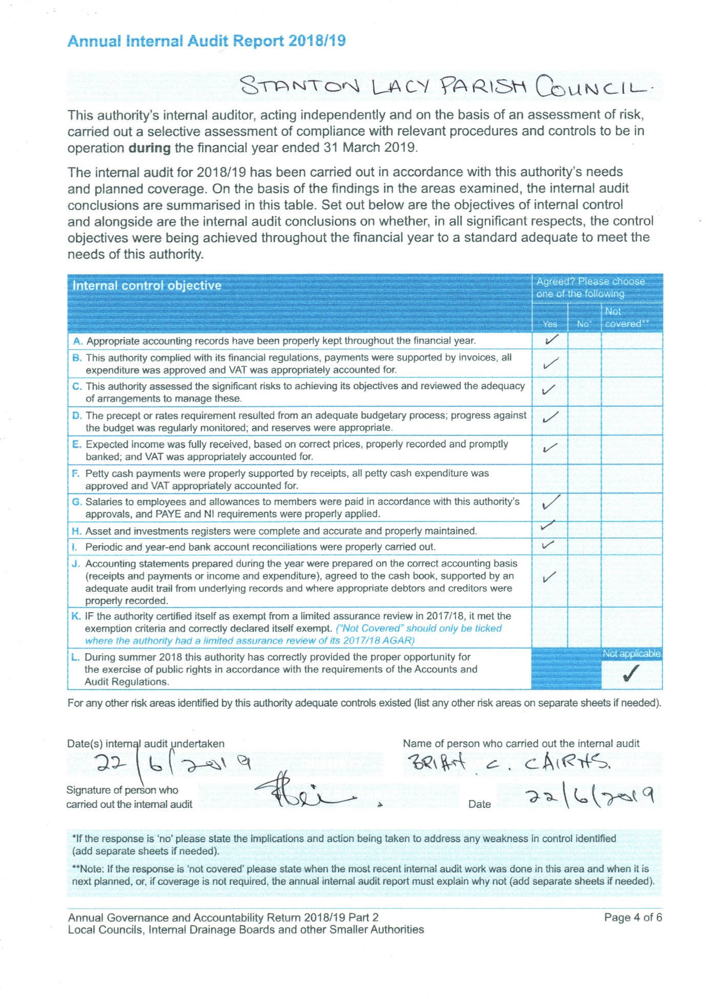 Annual Internal Audit Report 2018/19
STANTON LACY PARISH COUNCIL.
This authority's internal auditor, acting independently and on the basis of an assessment of risk,
carried out a selective assessment of compliance with relevant procedures and controls to be in
operation during the financial year ended 31 March 2019.
The internal audit for 2018/19 has been carried out in accordance with this authority's needs
and planned coverage. On the basis of the findings in the areas examined, the internal audit
conclusions are summarised in this table. Set out below are the objectives of internal control
and alongside are the internal audit conclusions on whether, in all significant respects, the control
objectives were being achieved throughout the financial year to a standard adequate to meet the
needs of this authority.
Internal control objective
Agreed? Please choose
one of the following
Yes No* Not
covered**
A. Appropriate accounting records have been properly kept throughout the financial year. ✓
B. This authority complied with its financial regulations, payments were supported by invoices, all
expenditure was approved and VAT was appropriately accounted for. ✓
C. This authority assessed the significant risks to achieving its objectives and reviewed the adequacy
of arrangements to manage these. ✓
D. The precept or rates requirement resulted from an adequate budgetary process; progress against
the budget was regularly monitored; and reserves were appropriate. ✓
E. Expected income was fully received, based on correct prices, properly recorded and promptly
banked; and VAT was appropriately accounted for. ✓
F. Petty cash payments were properly supported by receipts, all petty cash expenditure was
approved and VAT appropriately accounted for.
G. Salaries to employees and allowances to members were paid in accordance with this authority's
approvals, and PAYE and NI requirements were properly applied. ✓
H. Asset and investments registers were complete and accurate and properly maintained. ✓
I. Periodic and year-end bank account reconciliations were properly carried out. ✓
J. Accounting statements prepared during the year were prepared on the correct accounting basis
(receipts and payments or income and expenditure), agreed to the cash book, supported by an
adequate audit trail from underlying records and where appropriate debtors and creditors were
properly recorded. ✓
K. IF the authority certified itself as exempt from a limited assurance review in 2017/18, it met the
exemption criteria and correctly declared itself exempt. ("Not Covered" should only be ticked
where the authority had a limited assurance review of its 2017/18 AGAR)
L. During summer 2018 this authority has correctly provided the proper opportunity for
the exercise of public rights in accordance with the requirements of the Accounts and
Audit Regulations.
Not applicable
✓
For any other risk areas identified by this authority adequate controls existed (list any other risk areas on separate sheets if needed).
Date(s) internal audit undertaken
22/6/2019
Name of person who carried out the internal audit
BRIAN C. CAIRNS.
Signature of person who
carried out the internal audit
Date 22/6/2019
*If the response is 'no' please state the implications and action being taken to address any weakness in control identified
(add separate sheets if needed).
**Note: If the response is 'not covered' please state when the most recent internal audit work was done in this area and when it is
next planned, or, if coverage is not required, the annual internal audit report must explain why not (add separate sheets if needed).
Annual Governance and Accountability Return 2018/19 Part 2
Local Councils, Internal Drainage Boards and other Smaller Authorities
Page 4 of 6